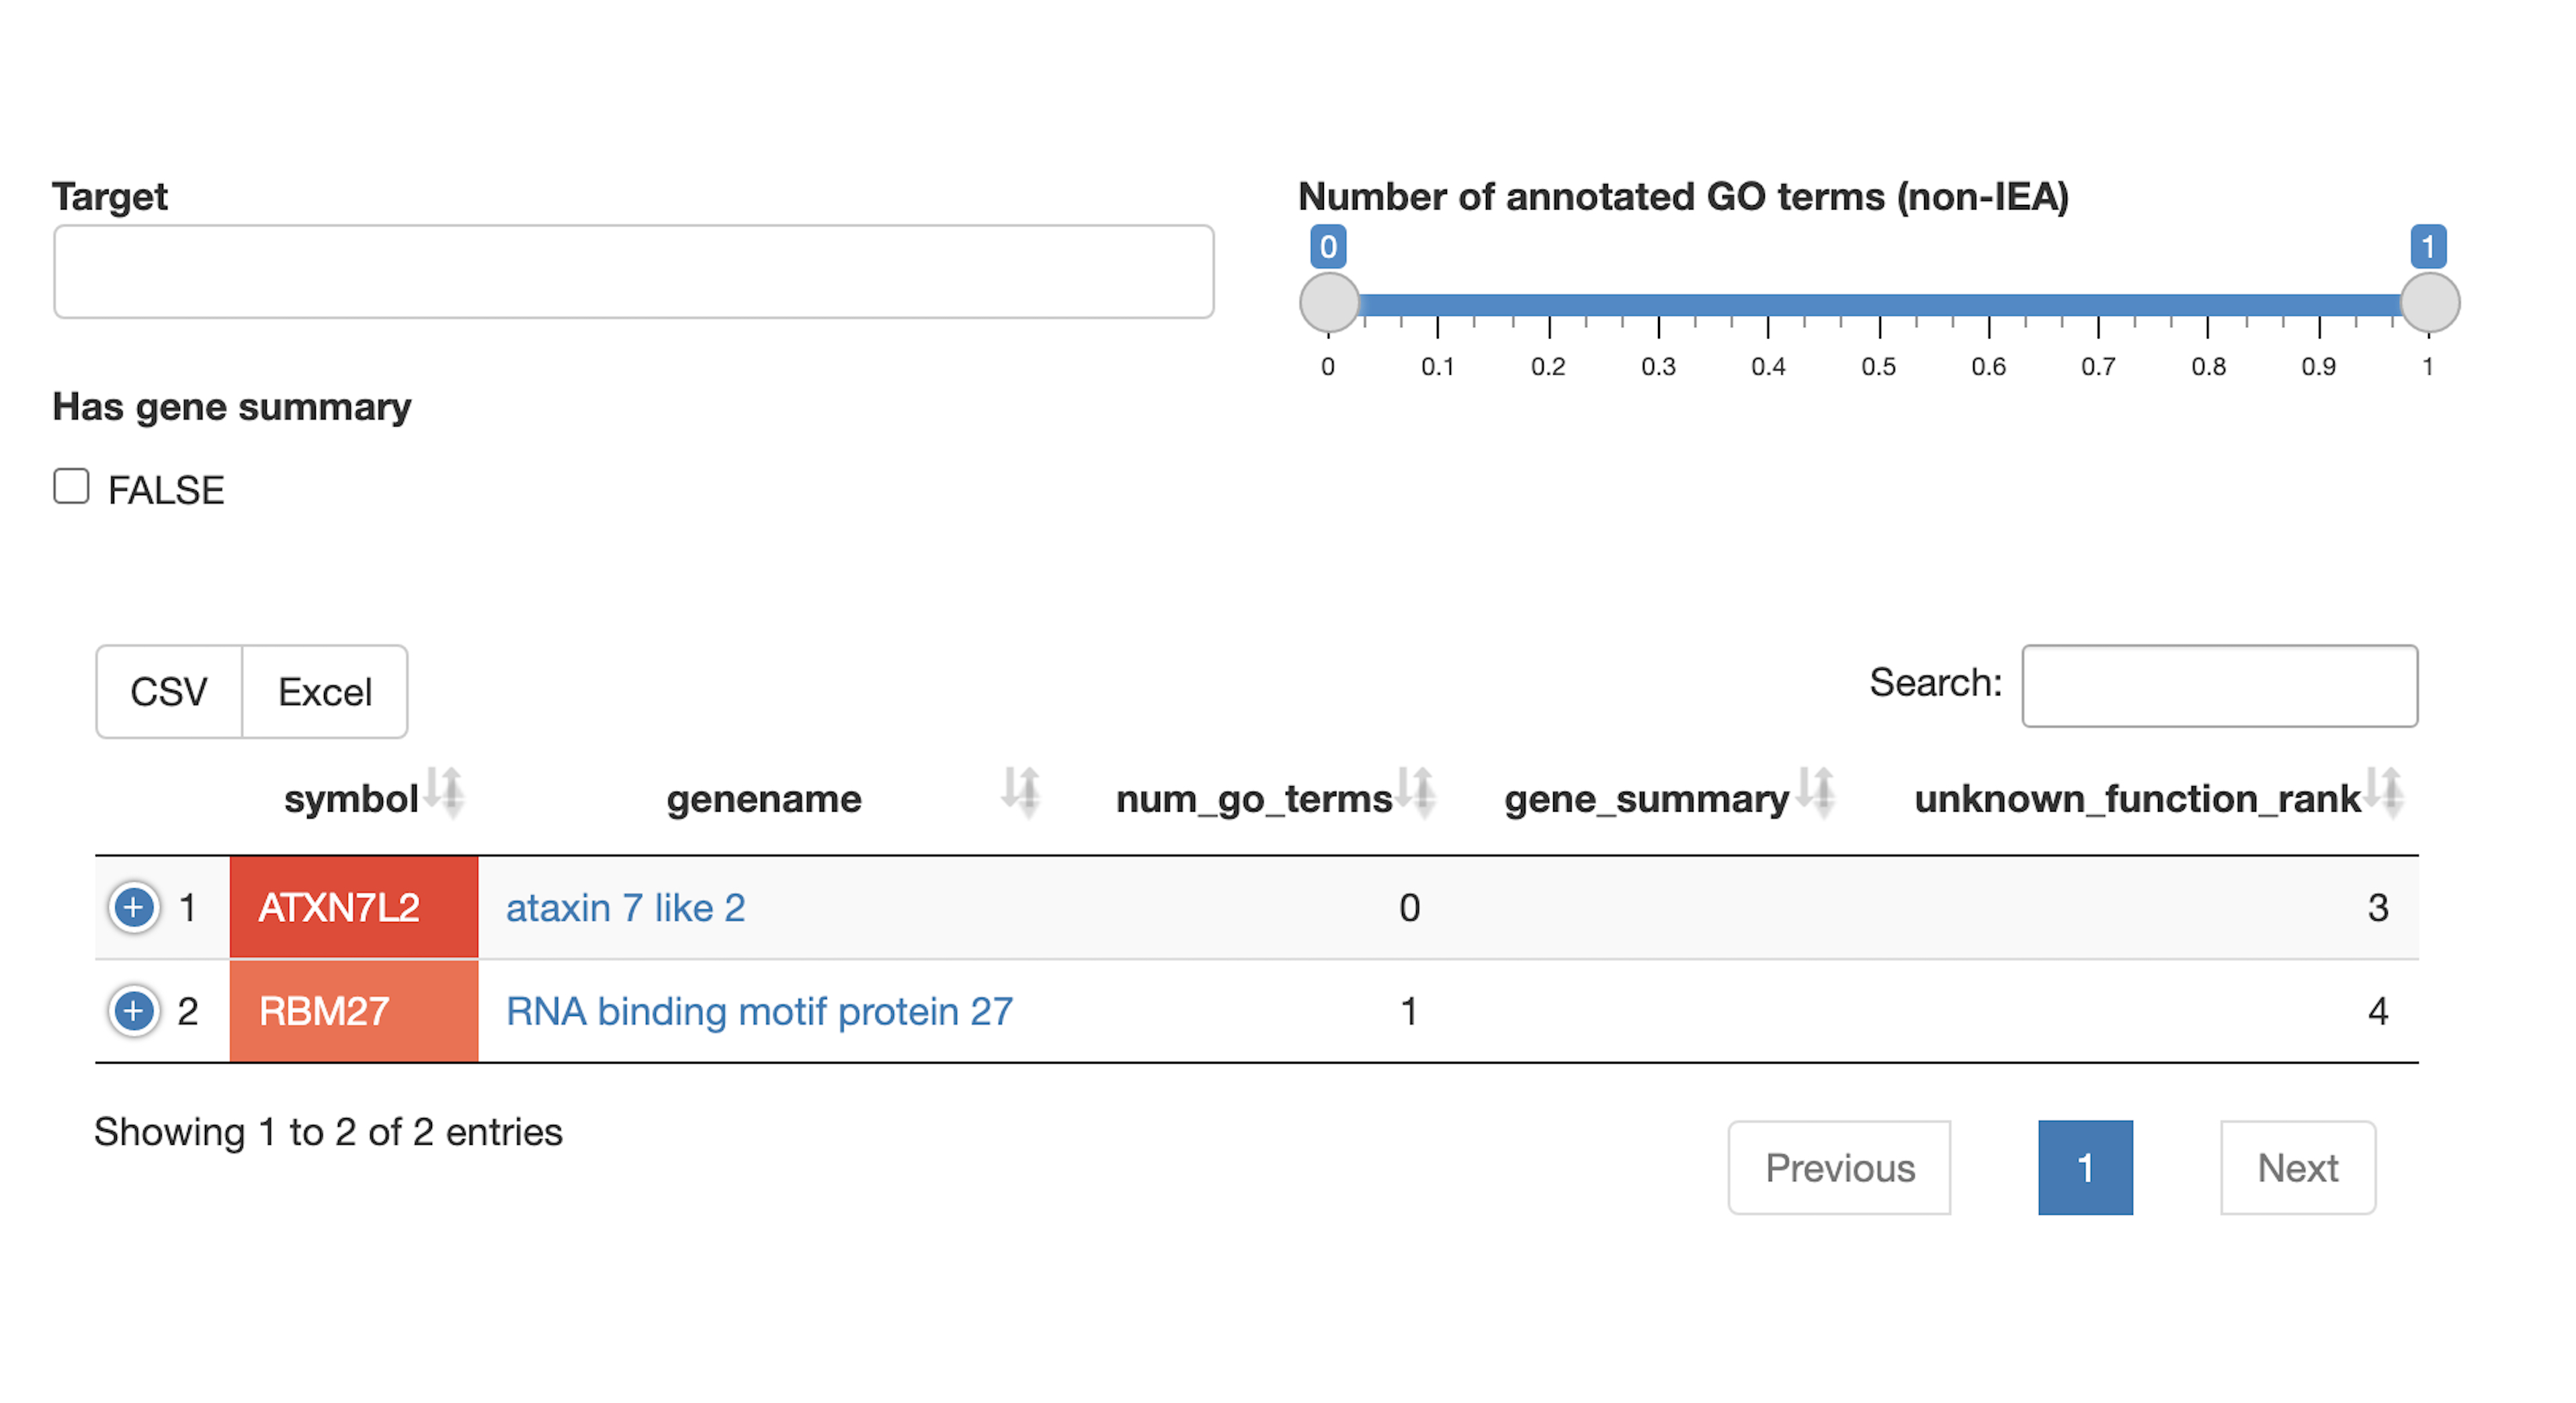 Target
Number of annotated GO terms (non-IEA)
0 1
0 0.1 0.2 0.3 0.4 0.5 0.6 0.7 0.8 0.9 1
Has gene summary
FALSE
CSV Excel
Search:
symbol genename num_go_terms gene_summary unknown_function_rank
1 ATXN7L2 ataxin 7 like 2 0 3
2 RBM27 RNA binding motif protein 27 1 4
Showing 1 to 2 of 2 entries
Previous 1 Next